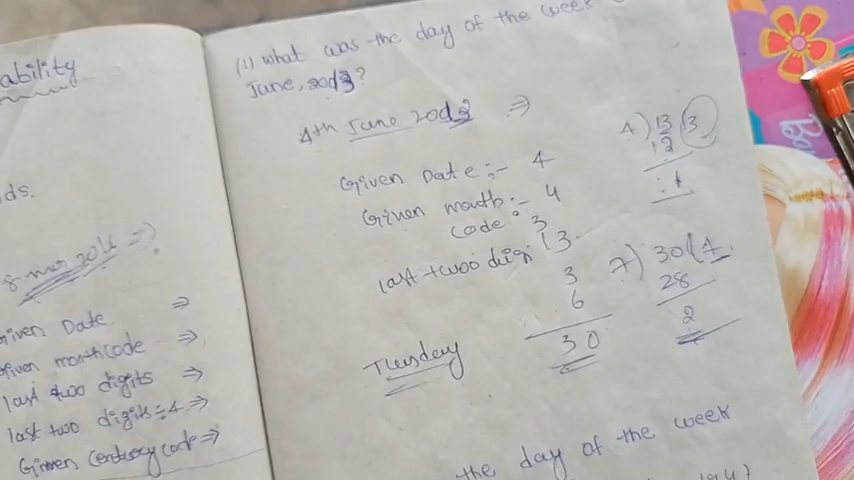 ability
ds.
8 mar 2016 ⇒
Given Date ⇒
Given month code ⇒
last two digits ⇒
last two digits ÷ 4 ⇒
Given Century code ⇒
(1) What was the day of the week
June, 2013?
4th June 2013 ⇒
4) 13 (3
12
1
Given Date :- 4
Given month :- 4
code : 3
last twoo digi 13
3
6
30
7) 30 (4
28
2
Tuesday
the day of the week